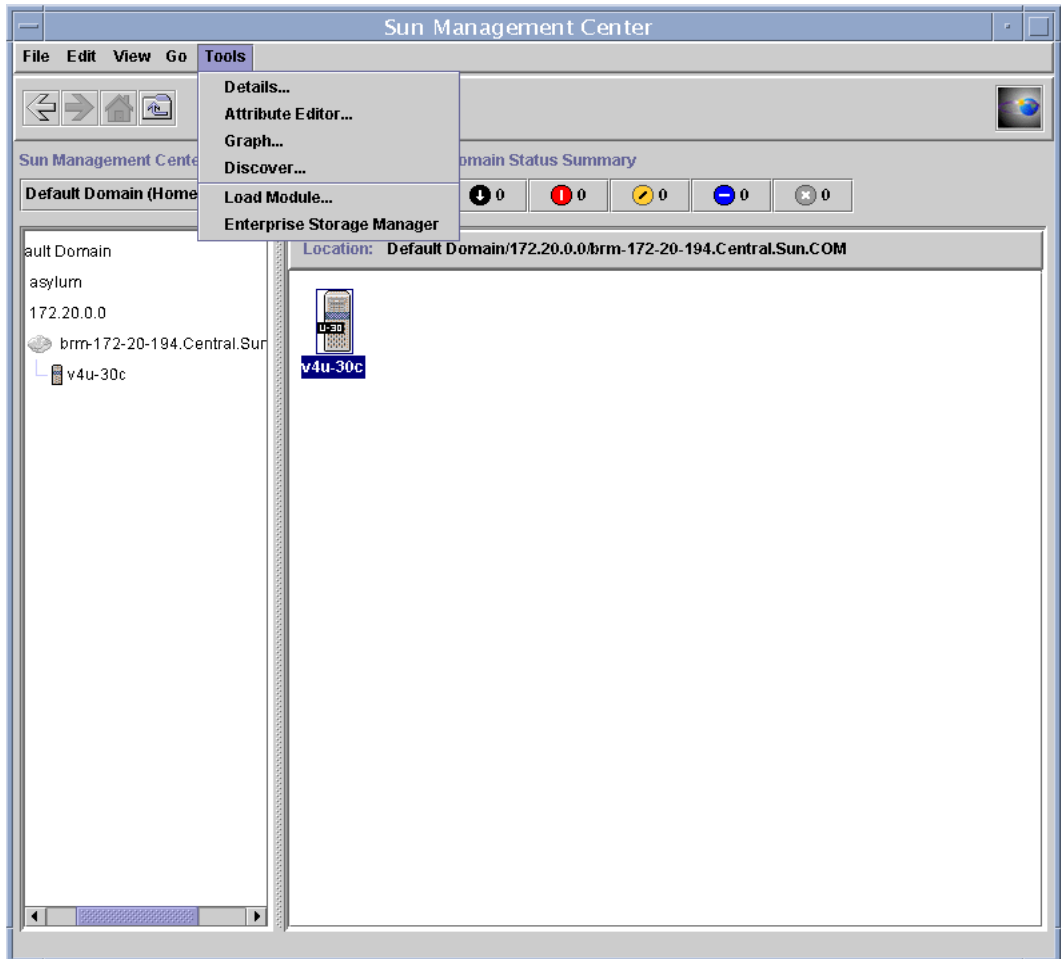 Sun Management Center
File Edit View Go Tools
Details...
Attribute Editor...
Graph...
Discover...
Load Module...
Enterprise Storage Manager
Sun Management Cente
omain Status Summary
Default Domain (Home
0 0 0 0 0
ault Domain
asylum
172.20.0.0
brm-172-20-194.Central.Sun
v4u-30c
Location: Default Domain/172.20.0.0/brm-172-20-194.Central.Sun.COM
U-30
v4u-30c